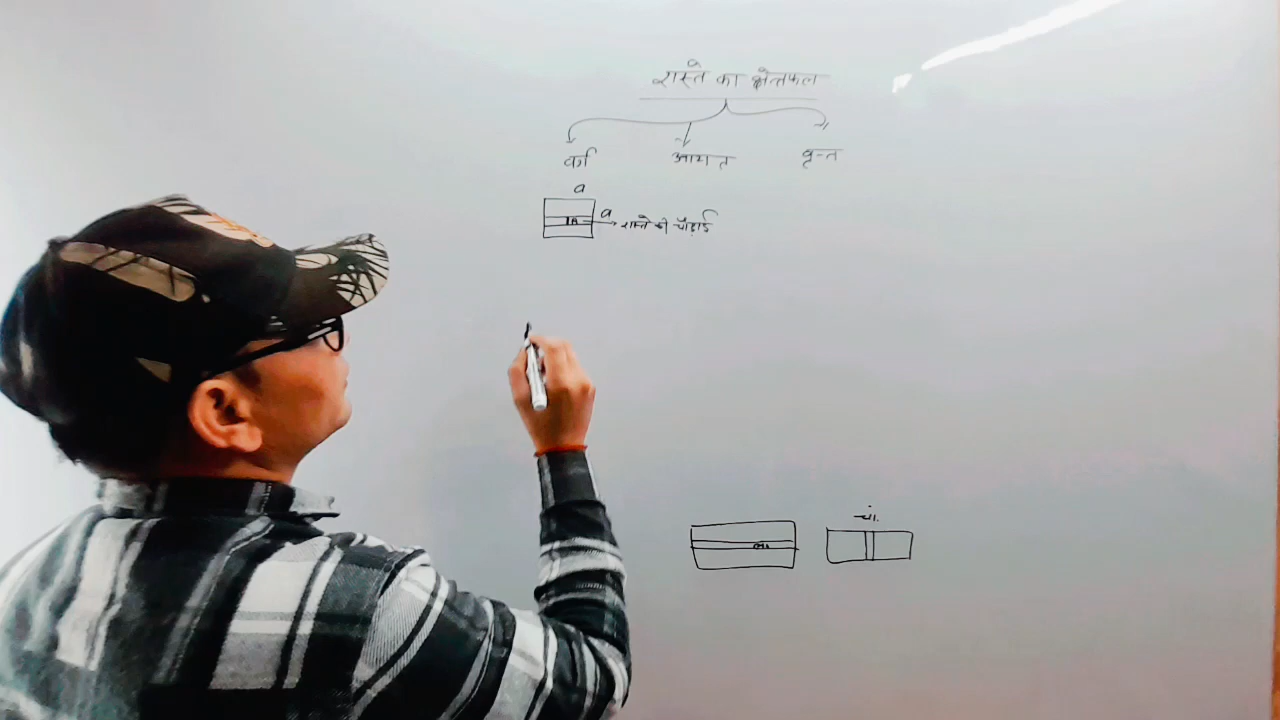 रास्ते का क्षेत्रफल
वर्ग आयत वृत्त
a
a
रास्ते की चौड़ाई
चौ.